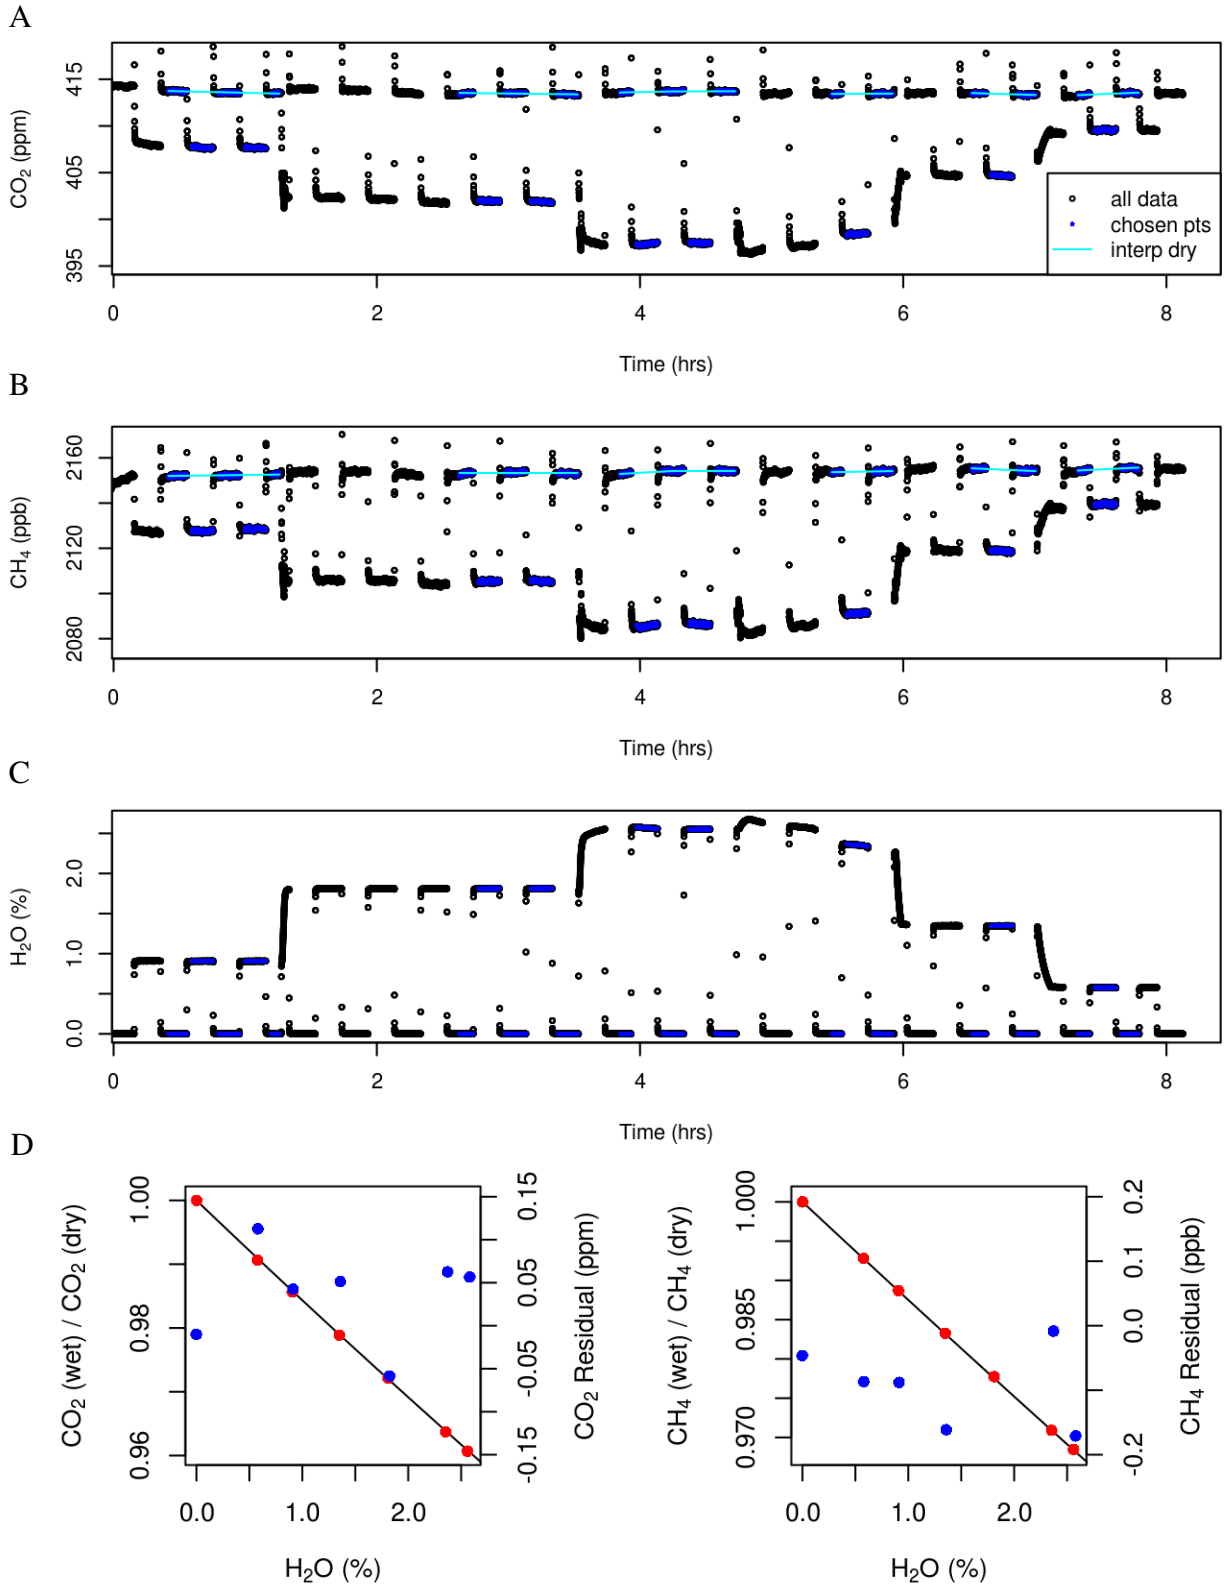 A
CO2 (ppm)
415
405
395
all data
chosen pts
interp dry
0 2 4 6 8
Time (hrs)
B
CH4 (ppb)
2160
2120
2080
0 2 4 6 8
Time (hrs)
C
H2O (%)
2.0
1.0
0.0
0 2 4 6 8
Time (hrs)
D
CO2 (wet) / CO2 (dry)
1.00
0.98
0.96
0.15
0.05
-0.05
-0.15
CO2 Residual (ppm)
0.0 1.0 2.0
H2O (%)
CH4 (wet) / CH4 (dry)
1.000
0.985
0.970
0.2
0.1
0.0
-0.2
CH4 Residual (ppb)
0.0 1.0 2.0
H2O (%)